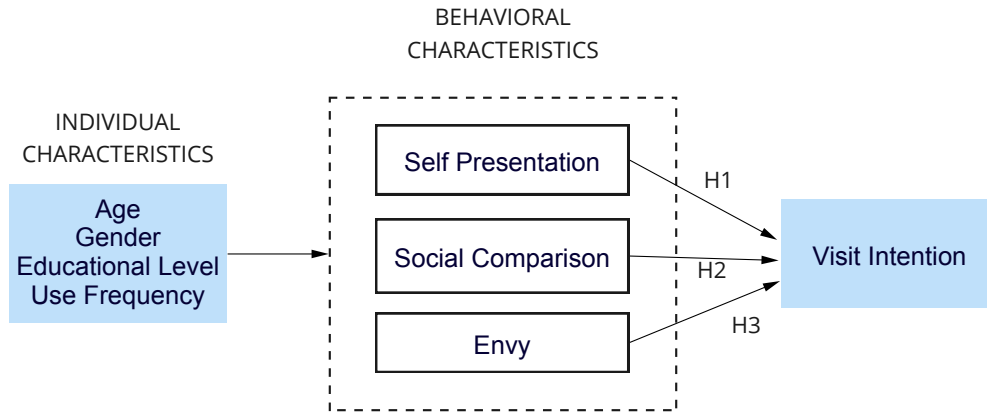 BEHAVIORAL
CHARACTERISTICS
INDIVIDUAL
CHARACTERISTICS
Age
Gender
Educational Level
Use Frequency
Self Presentation
Social Comparison
Envy
H1
H2
H3
Visit Intention